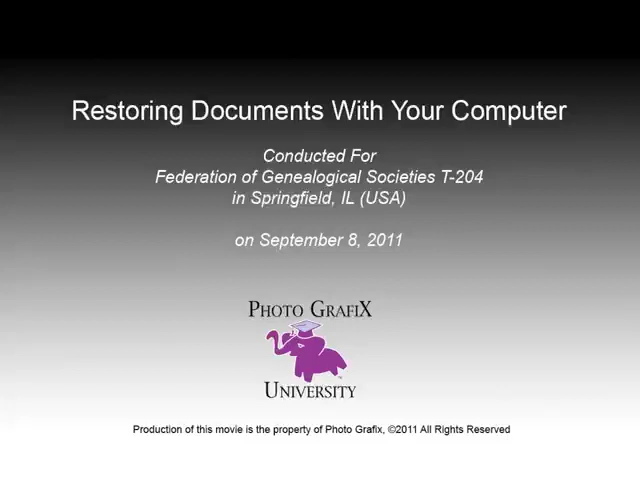 Restoring Documents With Your Computer
Conducted For
Federation of Genealogical Societies T-204
in Springfield, IL (USA)
on September 8, 2011
PHOTO GRAFIX
UNIVERSITY
Production of this movie is the property of Photo Grafix, ©2011 All Rights Reserved